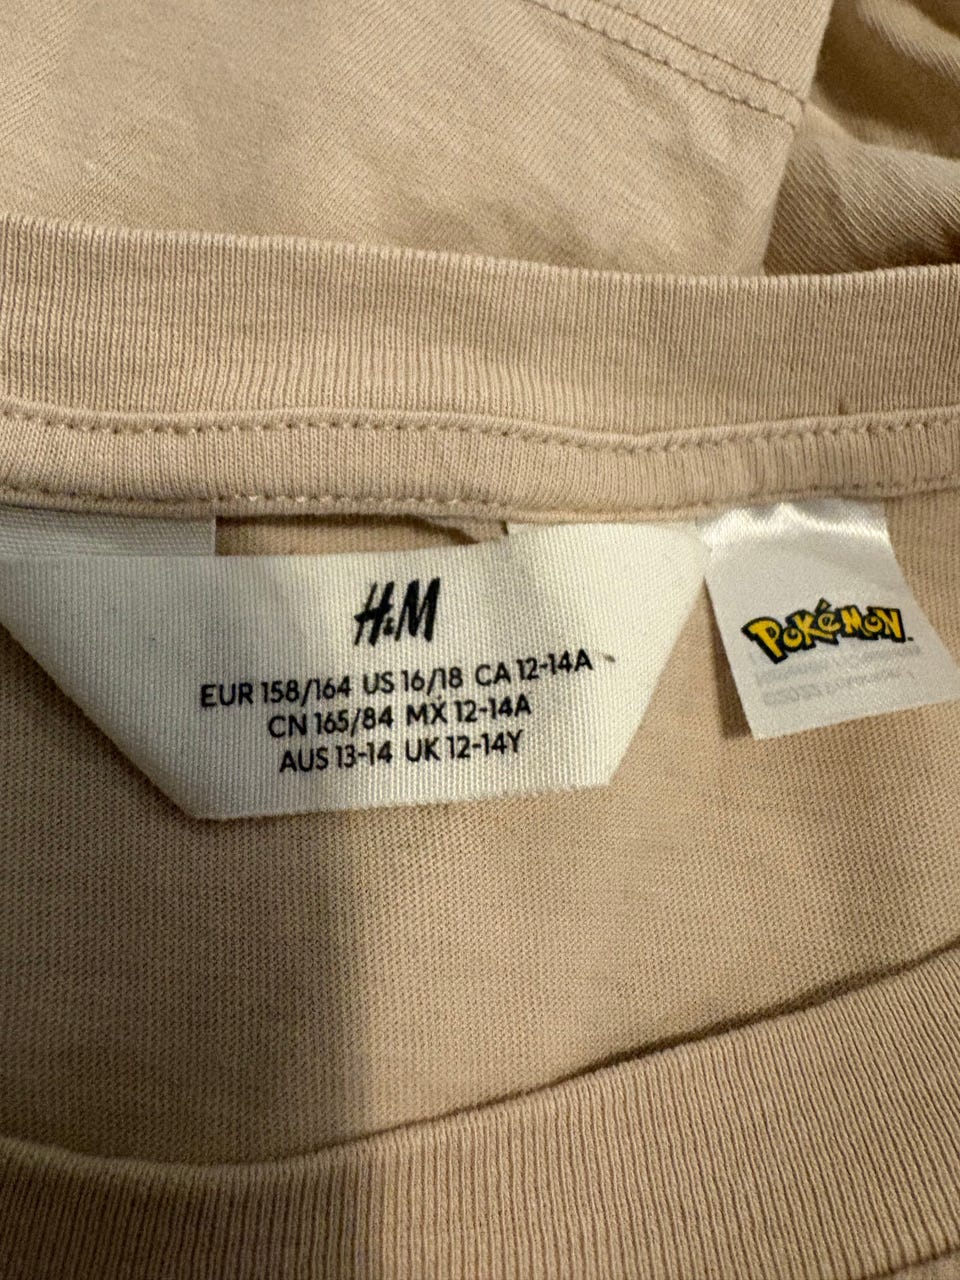 H&M
EUR 158/164 US 16/18 CA 12-14A
CN 165/84 MX 12-14A
AUS 13-14 UK 12-14Y
POKéMON